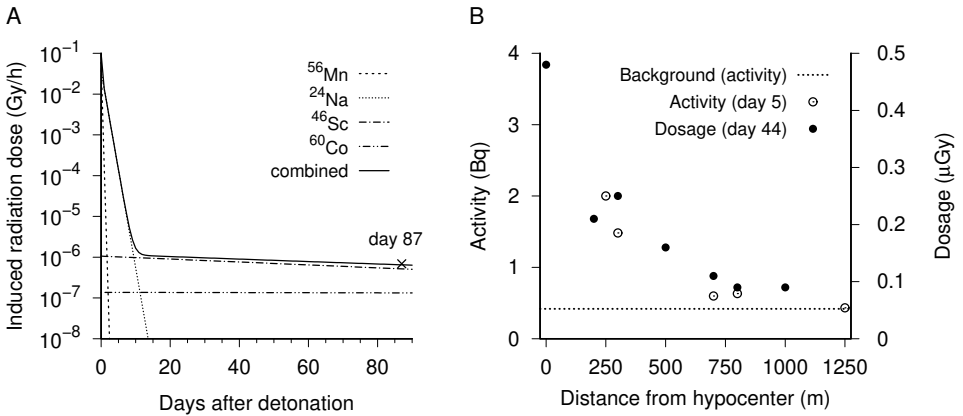 A
Induced radiation dose (Gy/h)
10⁻¹
10⁻²
10⁻³
10⁻⁴
10⁻⁵
10⁻⁶
10⁻⁷
10⁻⁸
⁵⁶Mn
²⁴Na
⁴⁶Sc
⁶⁰Co
combined
day 87
0 20 40 60 80
Days after detonation
B
Activity (Bq)
4
3
2
1
0
Background (activity)
Activity (day 5)
Dosage (day 44)
0.5
0.4
0.3
0.2
0.1
0
Dosage (μGy)
0 250 500 750 1000 1250
Distance from hypocenter (m)